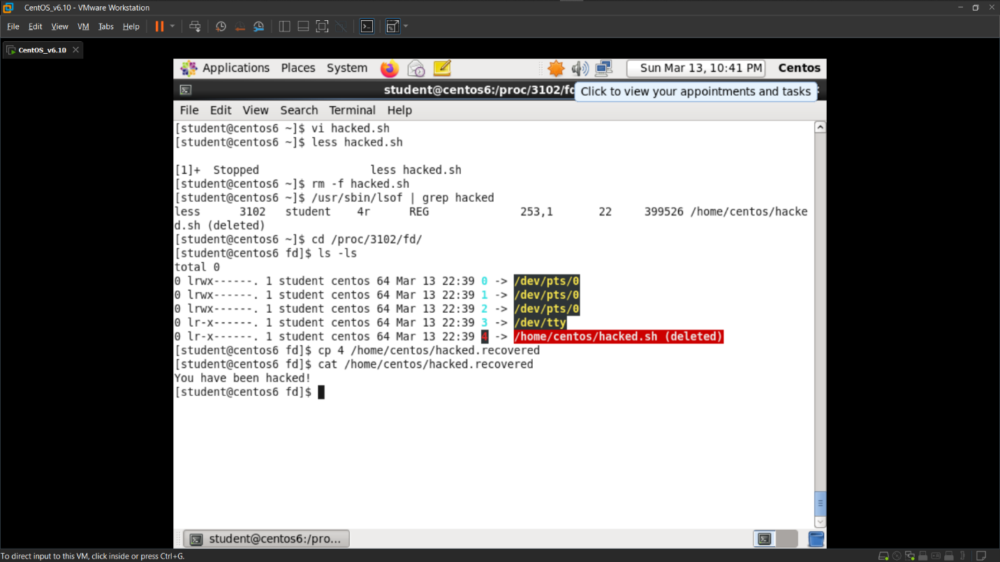 CentOS_v6.10 - VMware Workstation
File Edit View VM Tabs Help
CentOS_v6.10
Applications Places System Sun Mar 13, 10:41 PM Centos
student@centos6:/proc/3102/fd
Click to view your appointments and tasks
File Edit View Search Terminal Help
[student@centos6 ~]$ vi hacked.sh
[student@centos6 ~]$ less hacked.sh
[1]+  Stopped                 less hacked.sh
[student@centos6 ~]$ rm -f hacked.sh
[student@centos6 ~]$ /usr/sbin/lsof | grep hacked
less      3102   student    4r      REG              253,1       22     399526 /home/centos/hacke
d.sh (deleted)
[student@centos6 ~]$ cd /proc/3102/fd/
[student@centos6 fd]$ ls -ls
total 0
0 lrwx------. 1 student centos 64 Mar 13 22:39 0 -> /dev/pts/0
0 lrwx------. 1 student centos 64 Mar 13 22:39 1 -> /dev/pts/0
0 lrwx------. 1 student centos 64 Mar 13 22:39 2 -> /dev/pts/0
0 lr-x------. 1 student centos 64 Mar 13 22:39 3 -> /dev/tty
0 lr-x------. 1 student centos 64 Mar 13 22:39 4 -> /home/centos/hacked.sh (deleted)
[student@centos6 fd]$ cp 4 /home/centos/hacked.recovered
[student@centos6 fd]$ cat /home/centos/hacked.recovered
You have been hacked!
[student@centos6 fd]$
student@centos6:/pro...
To direct input to this VM, click inside or press Ctrl+G.